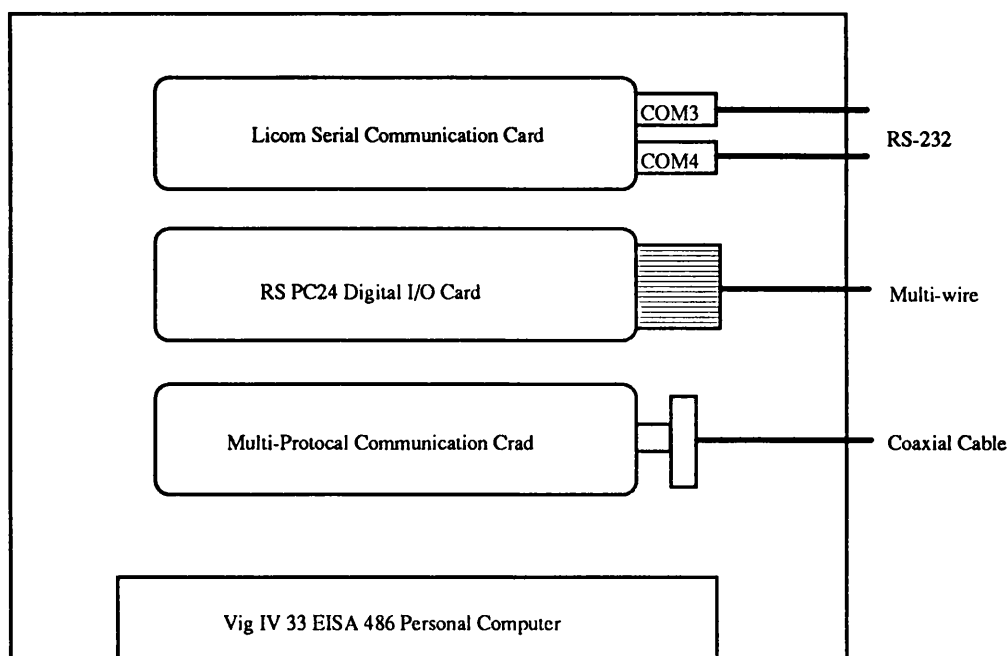 Licom Serial Communication Card
COM3
COM4
RS-232
RS PC24 Digital I/O Card
Multi-wire
Multi-Protocal Communication Crad
Coaxial Cable
Vig IV 33 EISA 486 Personal Computer